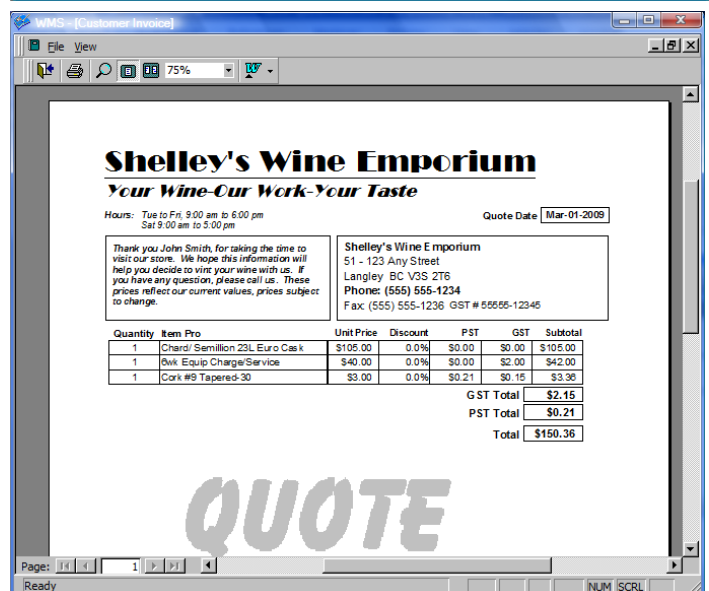 WMS - [Customer Invoice]
File View
75%
Shelley's Wine Emporium
Your Wine-Our Work-Your Taste
Hours: Tue to Fri, 9:00 am to 6:00 pm
Sat 9:00 am to 5:00 pm
Quote Date Mar-01-2009
Thank you John Smith, for taking the time to
visit our store. We hope this information will
help you decide to vint your wine with us. If
you have any question, please call us. These
prices reflect our current values, prices subject
to change.
Shelley's Wine Emporium
51 - 123 Any Street
Langley BC V3S 2T6
Phone: (555) 555-1234
Fax: (555) 555-1236 GST # 55555-12345
Quantity Item Pro Unit Price Discount PST GST Subtotal
1 Chard/ Semillion 23L Euro Cask $105.00 0.0% $0.00 $0.00 $105.00
1 6wk Equip Charge/Service $40.00 0.0% $0.00 $2.00 $42.00
1 Cork #9 Tapered-30 $3.00 0.0% $0.21 $0.15 $3.36
GST Total $2.15
PST Total $0.21
Total $150.36
QUOTE
Page: 1
Ready NUM SCRL